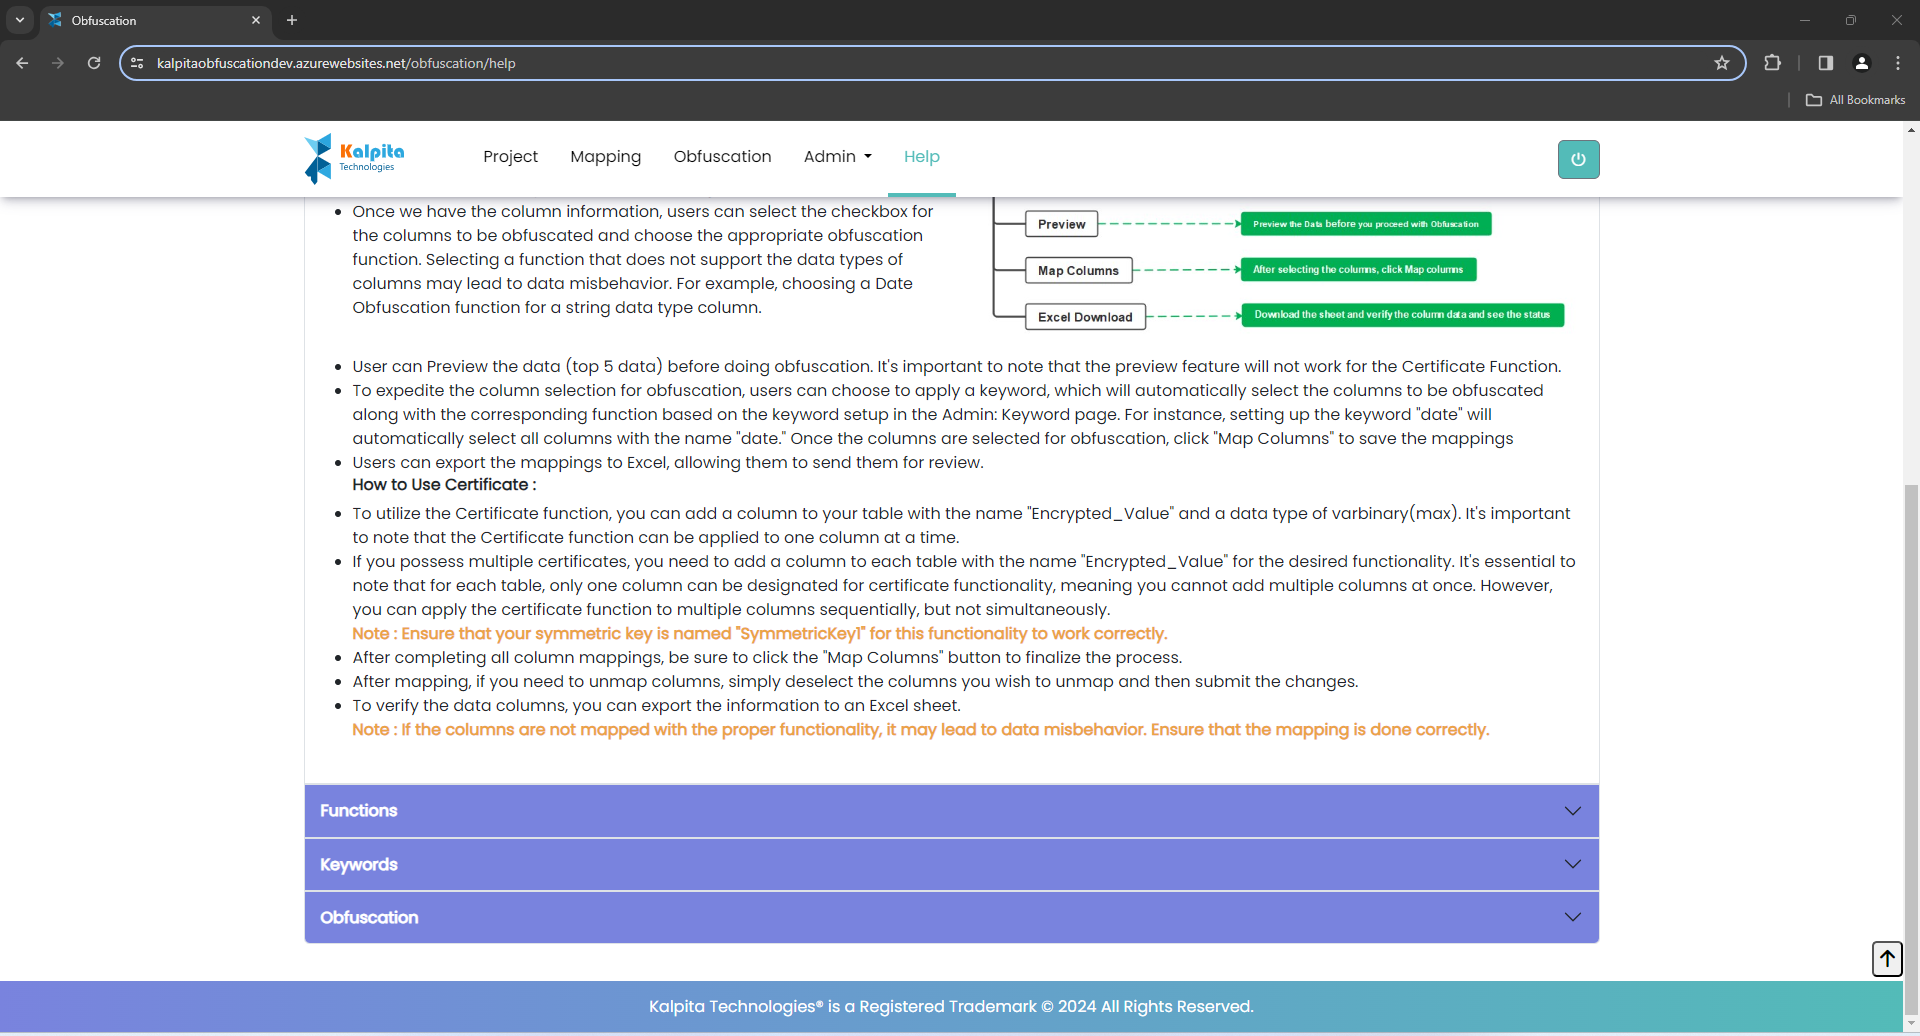 Obfuscation
kalpitaobfuscationdev.azurewebsites.net/obfuscation/help
All Bookmarks
Kalpita
Technologies
Project Mapping Obfuscation Admin Help
Once we have the column information, users can select the checkbox for
the columns to be obfuscated and choose the appropriate obfuscation
function. Selecting a function that does not support the data types of
columns may lead to data misbehavior. For example, choosing a Date
Obfuscation function for a string data type column.
Preview
Preview the Data before you proceed with Obfuscation
Map Columns
After selecting the columns, click Map columns
Excel Download
Download the sheet and verify the column data and see the status
User can Preview the data (top 5 data) before doing obfuscation. It's important to note that the preview feature will not work for the Certificate Function.
To expedite the column selection for obfuscation, users can choose to apply a keyword, which will automatically select the columns to be obfuscated
along with the corresponding function based on the keyword setup in the Admin: Keyword page. For instance, setting up the keyword "date" will
automatically select all columns with the name "date." Once the columns are selected for obfuscation, click "Map Columns" to save the mappings
Users can export the mappings to Excel, allowing them to send them for review.
How to Use Certificate :
To utilize the Certificate function, you can add a column to your table with the name "Encrypted_Value" and a data type of varbinary(max). It's important
to note that the Certificate function can be applied to one column at a time.
If you possess multiple certificates, you need to add a column to each table with the name "Encrypted_Value" for the desired functionality. It's essential to
note that for each table, only one column can be designated for certificate functionality, meaning you cannot add multiple columns at once. However,
you can apply the certificate function to multiple columns sequentially, but not simultaneously.
Note : Ensure that your symmetric key is named "SymmetricKey1" for this functionality to work correctly.
After completing all column mappings, be sure to click the "Map Columns" button to finalize the process.
After mapping, if you need to unmap columns, simply deselect the columns you wish to unmap and then submit the changes.
To verify the data columns, you can export the information to an Excel sheet.
Note : If the columns are not mapped with the proper functionality, it may lead to data misbehavior. Ensure that the mapping is done correctly.
Functions
Keywords
Obfuscation
Kalpita Technologies® is a Registered Trademark © 2024 All Rights Reserved.